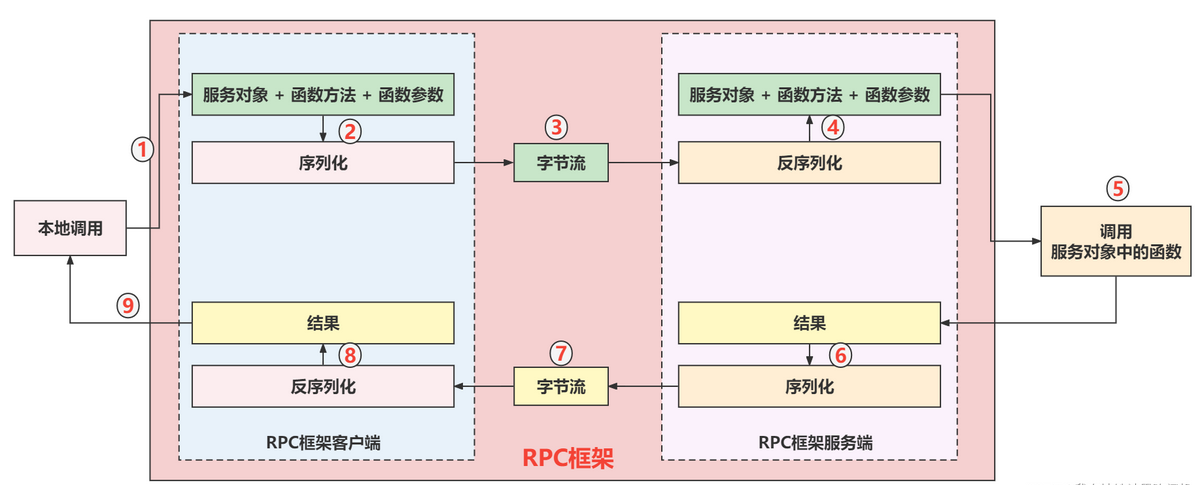 服务对象 + 函数方法 + 函数参数
服务对象 + 函数方法 + 函数参数
1
2
3
4
序列化
字节流
反序列化
5
本地调用
调用
服务对象中的函数
9
结果
结果
8
7
6
反序列化
字节流
序列化
RPC框架客户端
RPC框架
RPC框架服务端